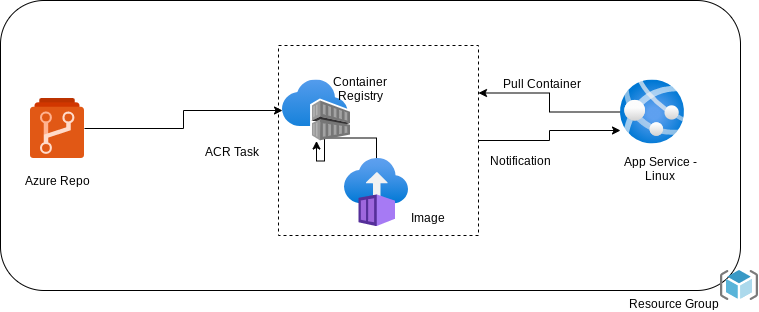 Container
Registry
Pull Container
ACR Task
Notification
App Service -
Linux
Azure Repo
Image
Resource Group